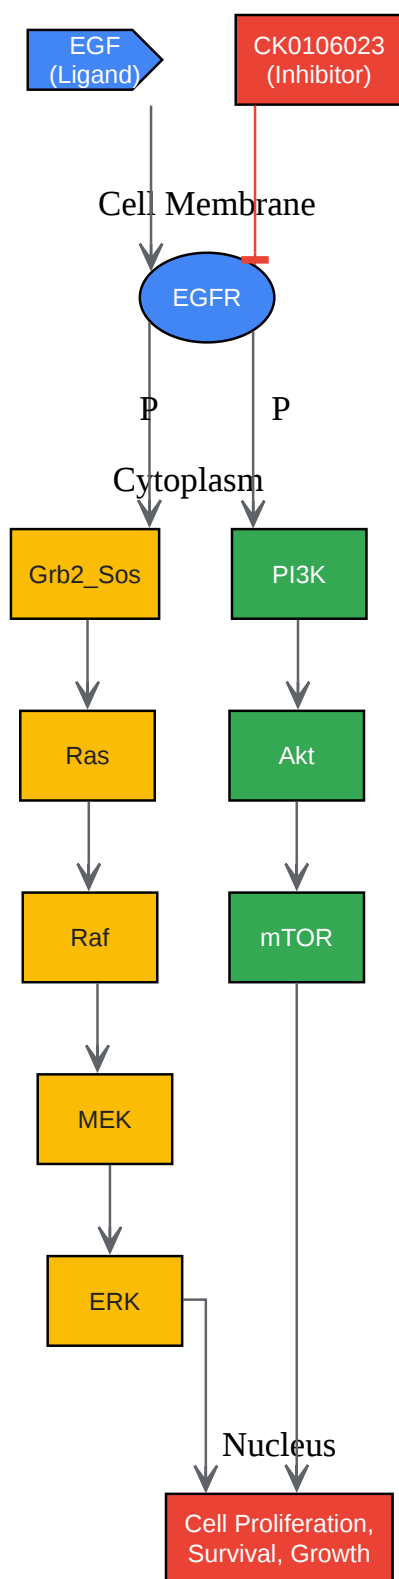 EGF
(Ligand)
CK0106023
(Inhibitor)
Cell Membrane
EGFR
P
P
Cytoplasm
Grb2_Sos
PI3K
Ras
Akt
Raf
mTOR
MEK
ERK
Nucleus
Cell Proliferation,
Survival, Growth